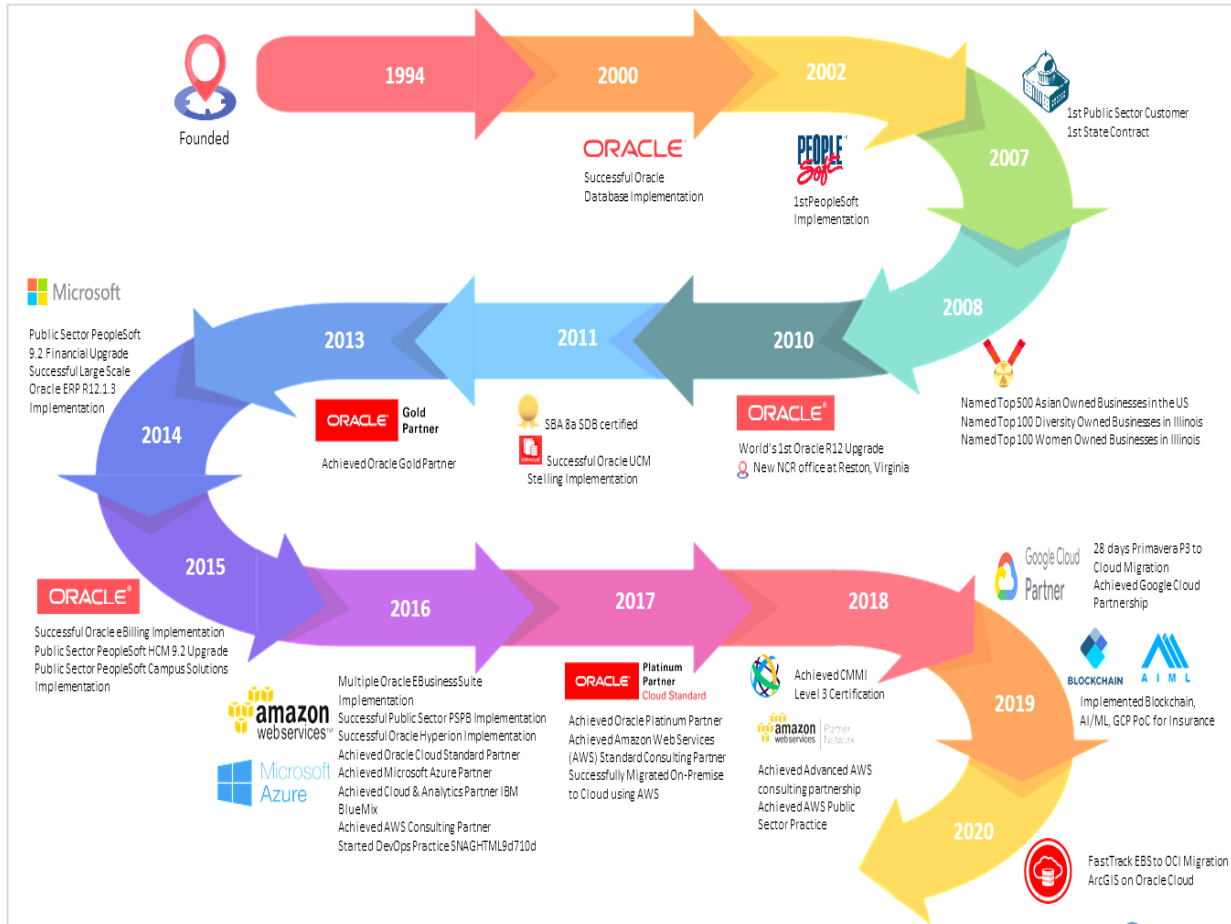 1994
2000
2002
Founded
ORACLE
Successful Oracle
Database Implementation
PEOPLE
Soft
1stPeopleSoft
Implementation
1st Public Sector Customer
1st State Contract
2007
2008
Named Top500 Asian Owned Businesses in the US
Named Top100 Diversity Owned Businesses in Illinois
Named Top100 Women Owned Businesses in Illinois
2010
ORACLE®
World's 1st Oracle R12 Upgrade
New NCR office at Reston, Virginia
2011
SBA 8a SDB certified
ORACLE
Successful Oracle UCM
Stelling Implementation
2013
ORACLE®
Gold
Partner
Achieved Oracle Gold Partner
Microsoft
Public Sector PeopleSoft
9.2 Financial Upgrade
Successful Large Scale
Oracle ERP R12.1.3
Implementation
2014
2015
ORACLE®
Successful Oracle eBilling Implementation
Public Sector PeopleSoft HCM 9.2 Upgrade
Public Sector PeopleSoft Campus Solutions
Implementation
2016
amazon
webservices™
Microsoft
Azure
Multiple Oracle EBusiness Suite
Implementation
Successful Public Sector PSPB Implementation
Successful Oracle Hyperion Implementation
Achieved Oracle Cloud Standard Partner
Achieved Microsoft Azure Partner
Achieved Cloud & Analytics Partner IBM
BlueMix
Achieved AWS Consulting Partner
Started DevOps Practice SNAGHTML9d710d
2017
ORACLE®
Platinum
Partner
Cloud Standard
Achieved Oracle Platinum Partner
Achieved Amazon Web Services
(AWS) Standard Consulting Partner
Successfully Migrated On-Premise
to Cloud using AWS
2018
Achieved CMMI
Level 3 Certification
amazon
webservices
Partner
Network
Achieved Advanced AWS
consulting partnership
Achieved AWS Public
Sector Practice
Google Cloud
Partner
28 days Primavera P3 to
Cloud Migration
Achieved Google Cloud
Partnership
BLOCKCHAIN
AIML
Implemented Blockchain,
AI/ML, GCP PoC for Insurance
2019
2020
FastTrack EBS to OCI Migration
ArcGIS on Oracle Cloud